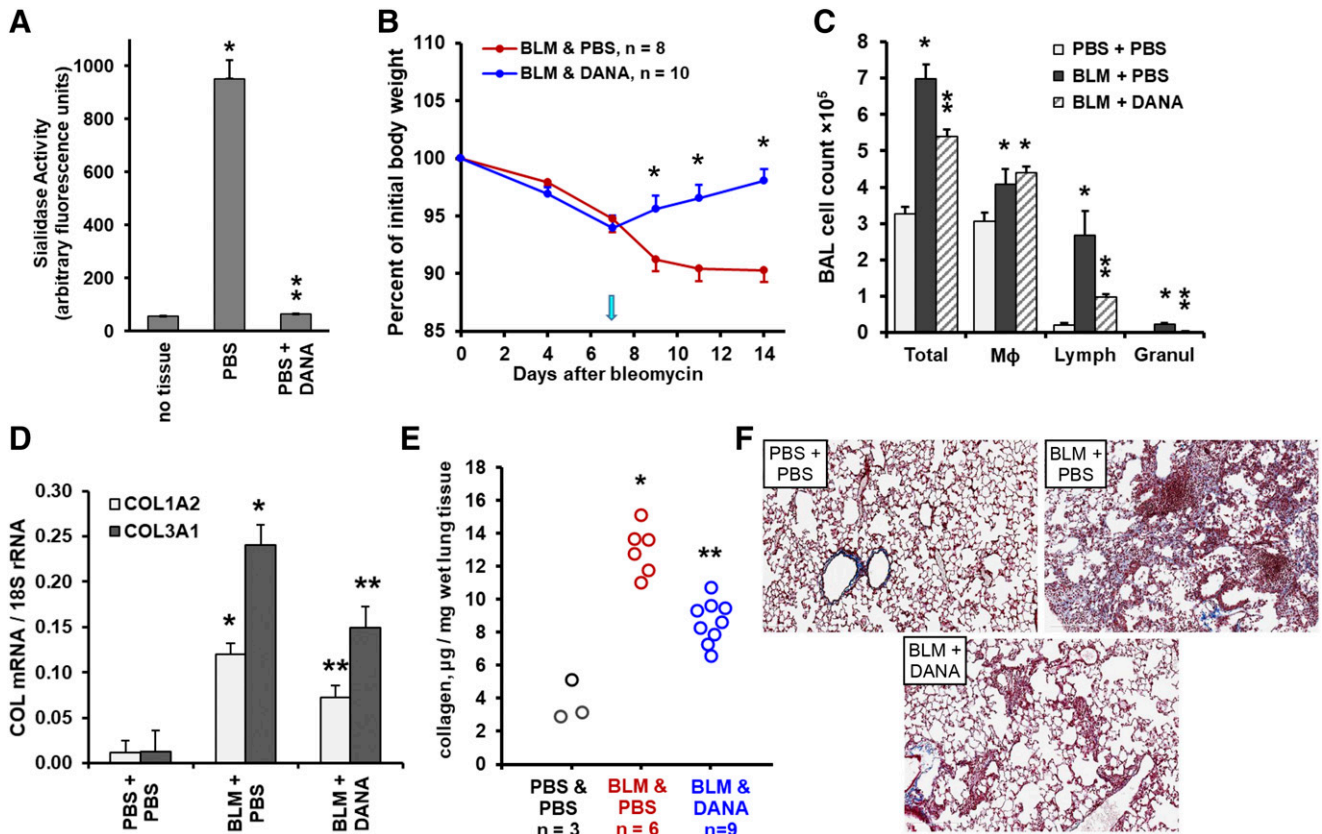 A
Sialidase Activity
(arbitrary fluorescence units)
1000
800
600
400
200
0
*
**
no tissue
PBS
PBS +
DANA
B
Percent of initial body weight
110
105
100
95
90
85
BLM & PBS, n = 8
BLM & DANA, n = 10
* * *
0 2 4 6 8 10 12 14
Days after bleomycin
C
BAL cell count ×10⁵
8
7
6
5
4
3
2
1
0
PBS + PBS
BLM + PBS
BLM + DANA
* ** * * * ** * **
Total Mϕ Lymph Granul
D
COL mRNA / 18S rRNA
0.30
0.25
0.20
0.15
0.10
0.05
0.00
COL1A2
COL3A1
* * ** **
PBS +
PBS
BLM +
PBS
BLM +
DANA
E
collagen, µg / mg wet lung tissue
18
16
14
12
10
8
6
4
2
0
*
**
PBS &
PBS
n = 3
BLM &
PBS
n = 6
BLM &
DANA
n=9
F
PBS +
PBS
BLM +
PBS
BLM +
DANA